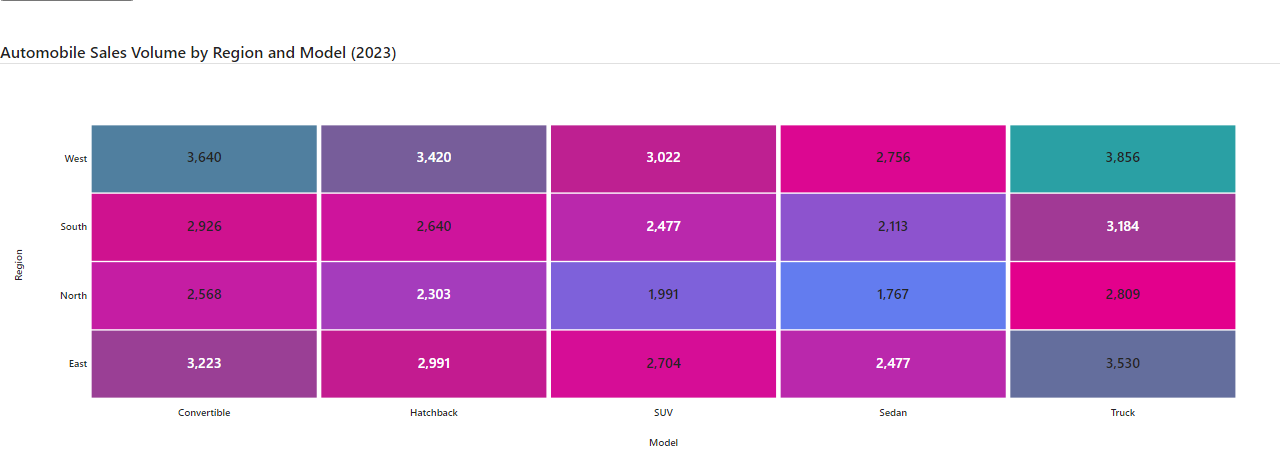 Automobile Sales Volume by Region and Model (2023)
West 3,640 3,420 3,022 2,756 3,856
South 2,926 2,640 2,477 2,113 3,184
Region
North 2,568 2,303 1,991 1,767 2,809
East 3,223 2,991 2,704 2,477 3,530
Convertible Hatchback SUV Sedan Truck
Model